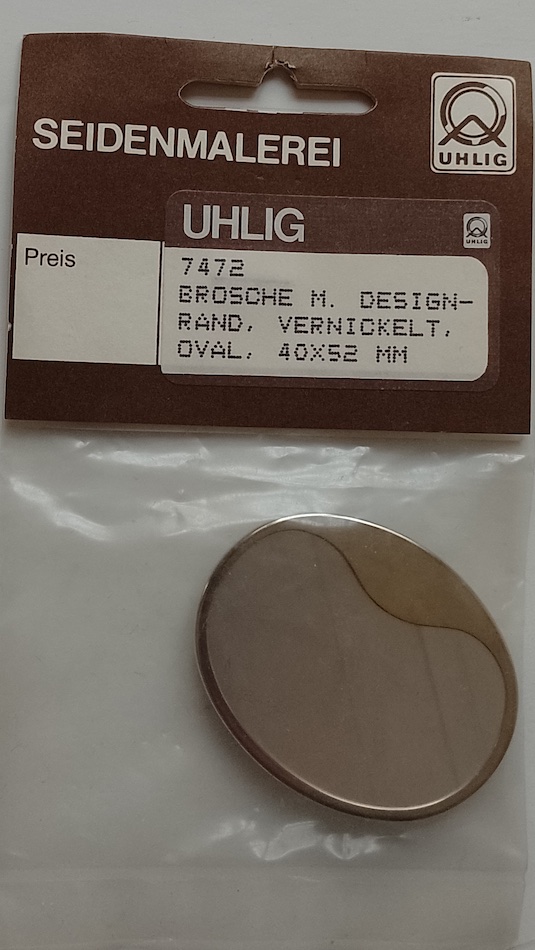 SEIDENMALEREI
UHLIG
UHLIG
UHLIG
Preis
7472
BROSCHE M. DESIGN-
RAND, VERNICKELT,
OVAL, 40X52 MM